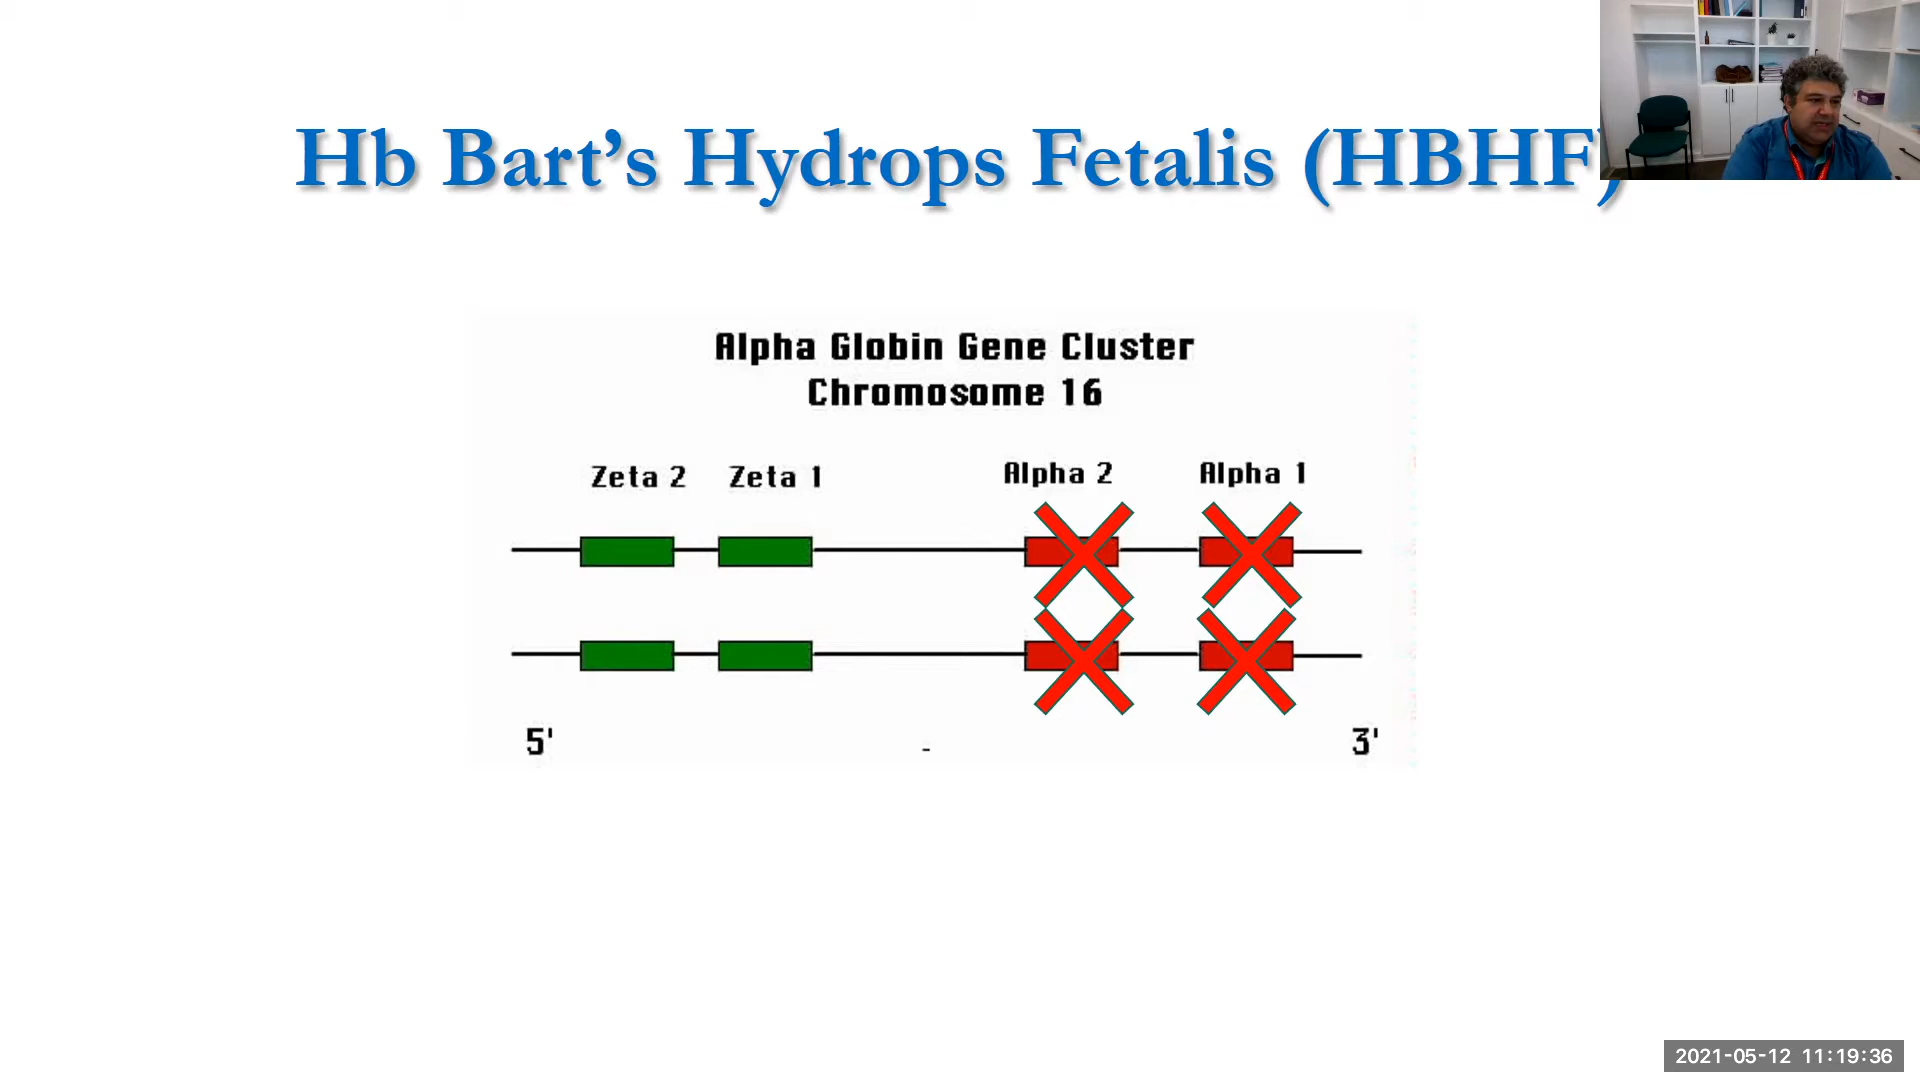 Hb Bart’s Hydrops Fetalis (HBHF)
Alpha Globin Gene Cluster
Chromosome 16
Zeta 2 Zeta 1 Alpha 2 Alpha 1
5' - 3'
2021-05-12 11:19:36